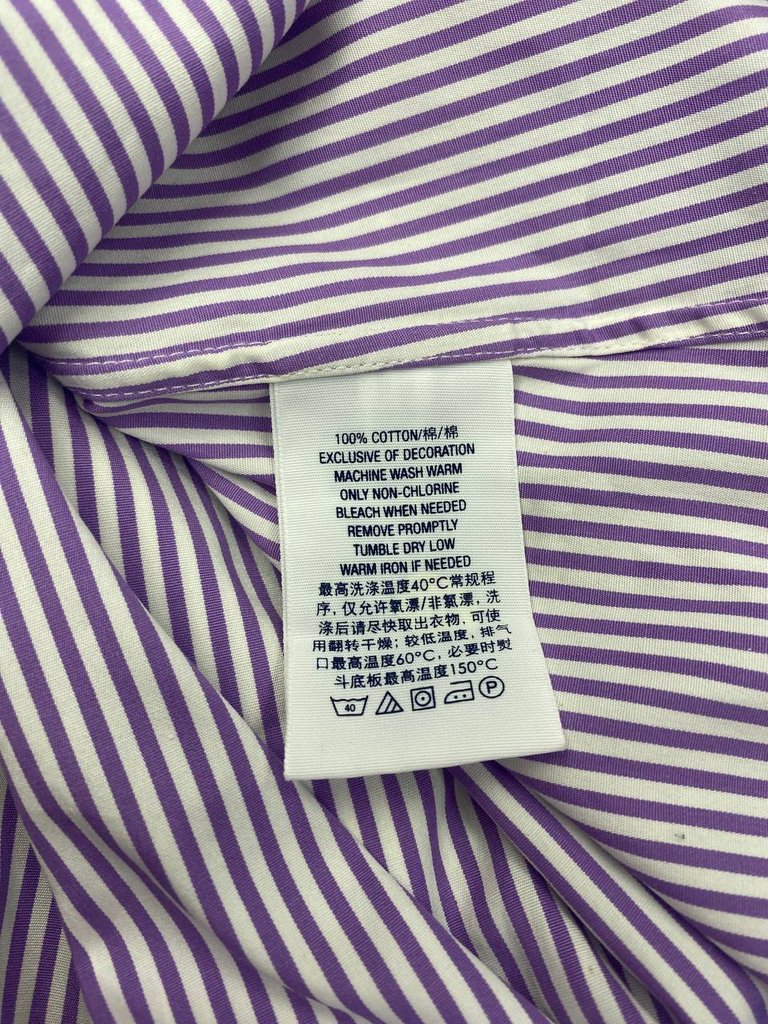 100% COTTON/棉/棉
EXCLUSIVE OF DECORATION
MACHINE WASH WARM
ONLY NON-CHLORINE
BLEACH WHEN NEEDED
REMOVE PROMPTLY
TUMBLE DRY LOW
WARM IRON IF NEEDED
最高洗涤温度40°C常规程
序, 仅允许氧漂/非氯漂, 洗
涤后请尽快取出衣物, 可使
用翻转干燥; 较低温度, 排气
口最高温度60°C, 必要时熨
斗底板最高温度150°C
40 P